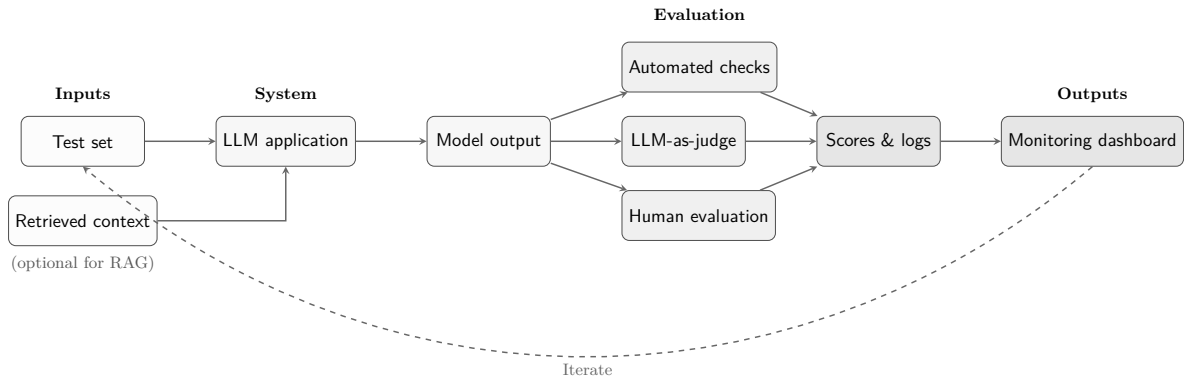 Evaluation
Automated checks
Inputs
System
Outputs
Test set
LLM application
Model output
LLM-as-judge
Scores & logs
Monitoring dashboard
Retrieved context
Human evaluation
(optional for RAG)
Iterate